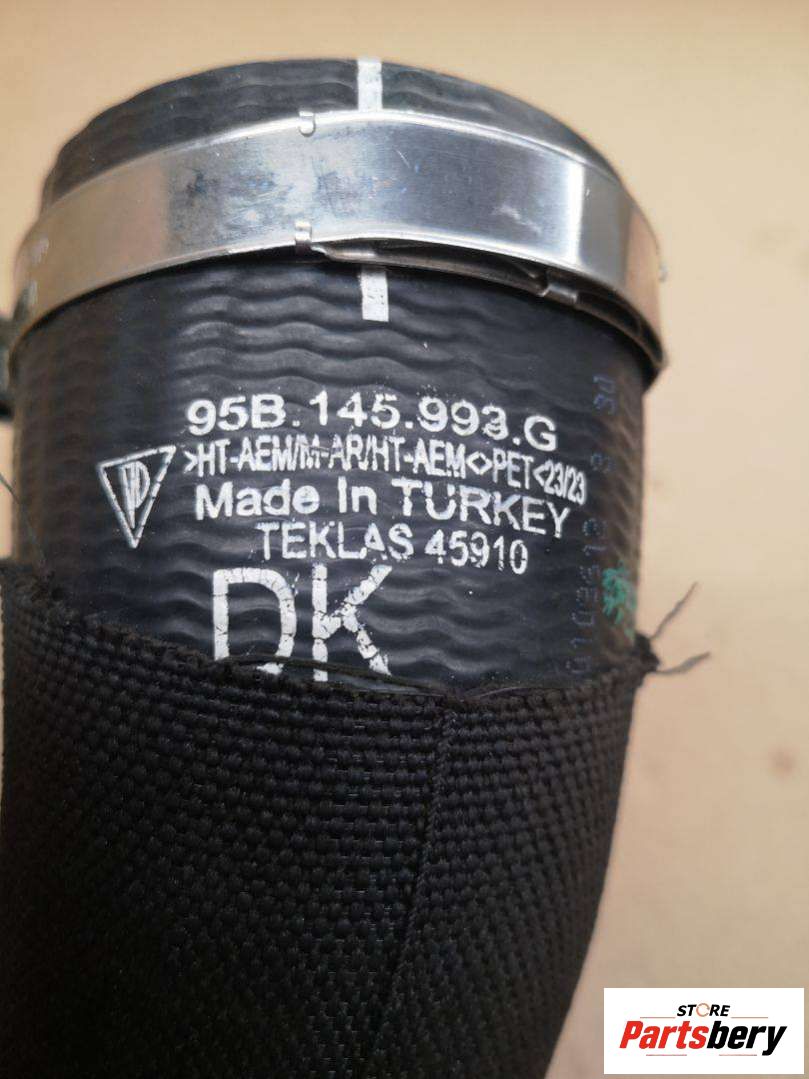 95B.145.993.G
>HT-AEM/M-AR/HT-AEM<>PET<23/23
Made In TURKEY
TEKLAS 45910
DK
STORE
Partsbery